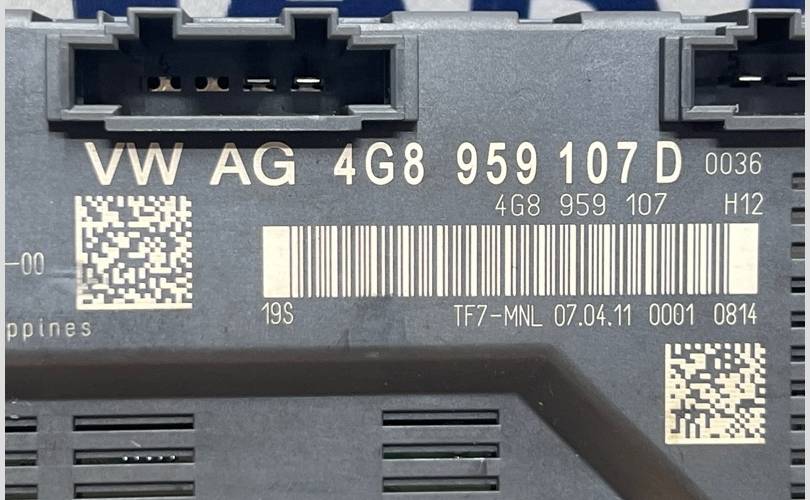 VW AG 4G8 959 107 D 0036
4G8 959 107 H12
-00
19S
TF7-MNL 07.04.11 0001 0814
ppines